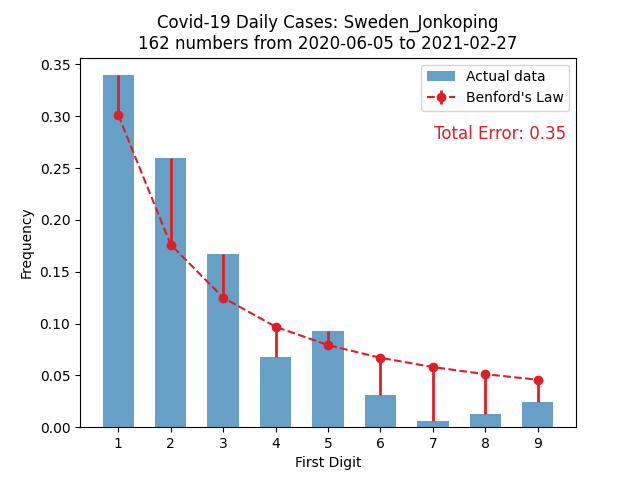 Covid-19 Daily Cases: Sweden_Jonkoping
162 numbers from 2020-06-05 to 2021-02-27
Actual data
Benford's Law
Total Error: 0.35
Frequency
0.35
0.30
0.25
0.20
0.15
0.10
0.05
0.00
1 2 3 4 5 6 7 8 9
First Digit